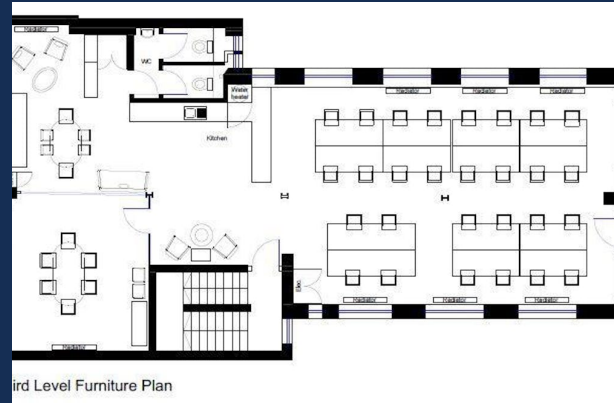 Radiator
WC
Water
heater
Radiator
Radiator
Radiator
Kitchen
Elec.
Radiator
Radiator
Radiator
Radiator
ird Level Furniture Plan